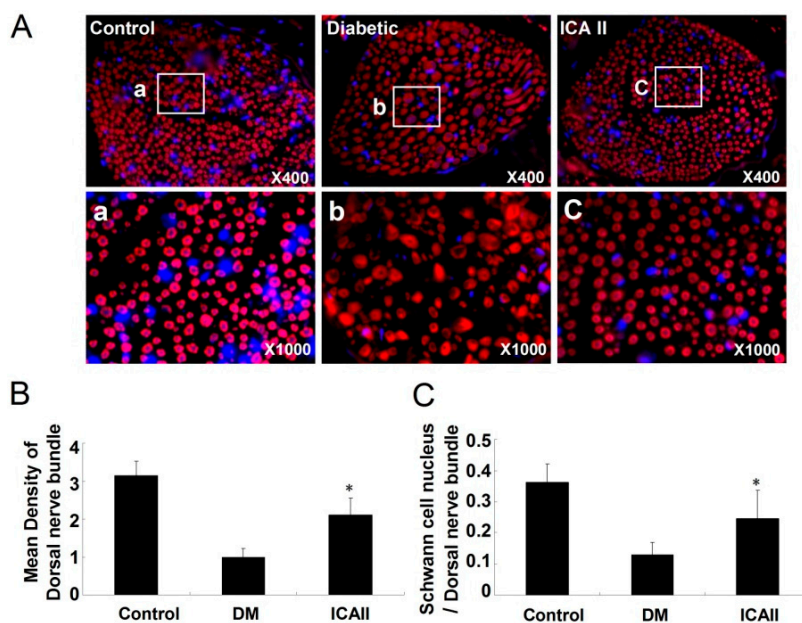 A
Control
Diabetic
ICA II
a
b
C
X400
X400
X400
a
b
C
X1000
X1000
X1000
B
C
Mean Density of
Dorsal nerve bundle
4
3
2
1
0
*
Control
DM
ICAII
Schwann cell nucleus
/ Dorsal nerve bundle
0.5
0.4
0.3
0.2
0.1
0
*
Control
DM
ICAII